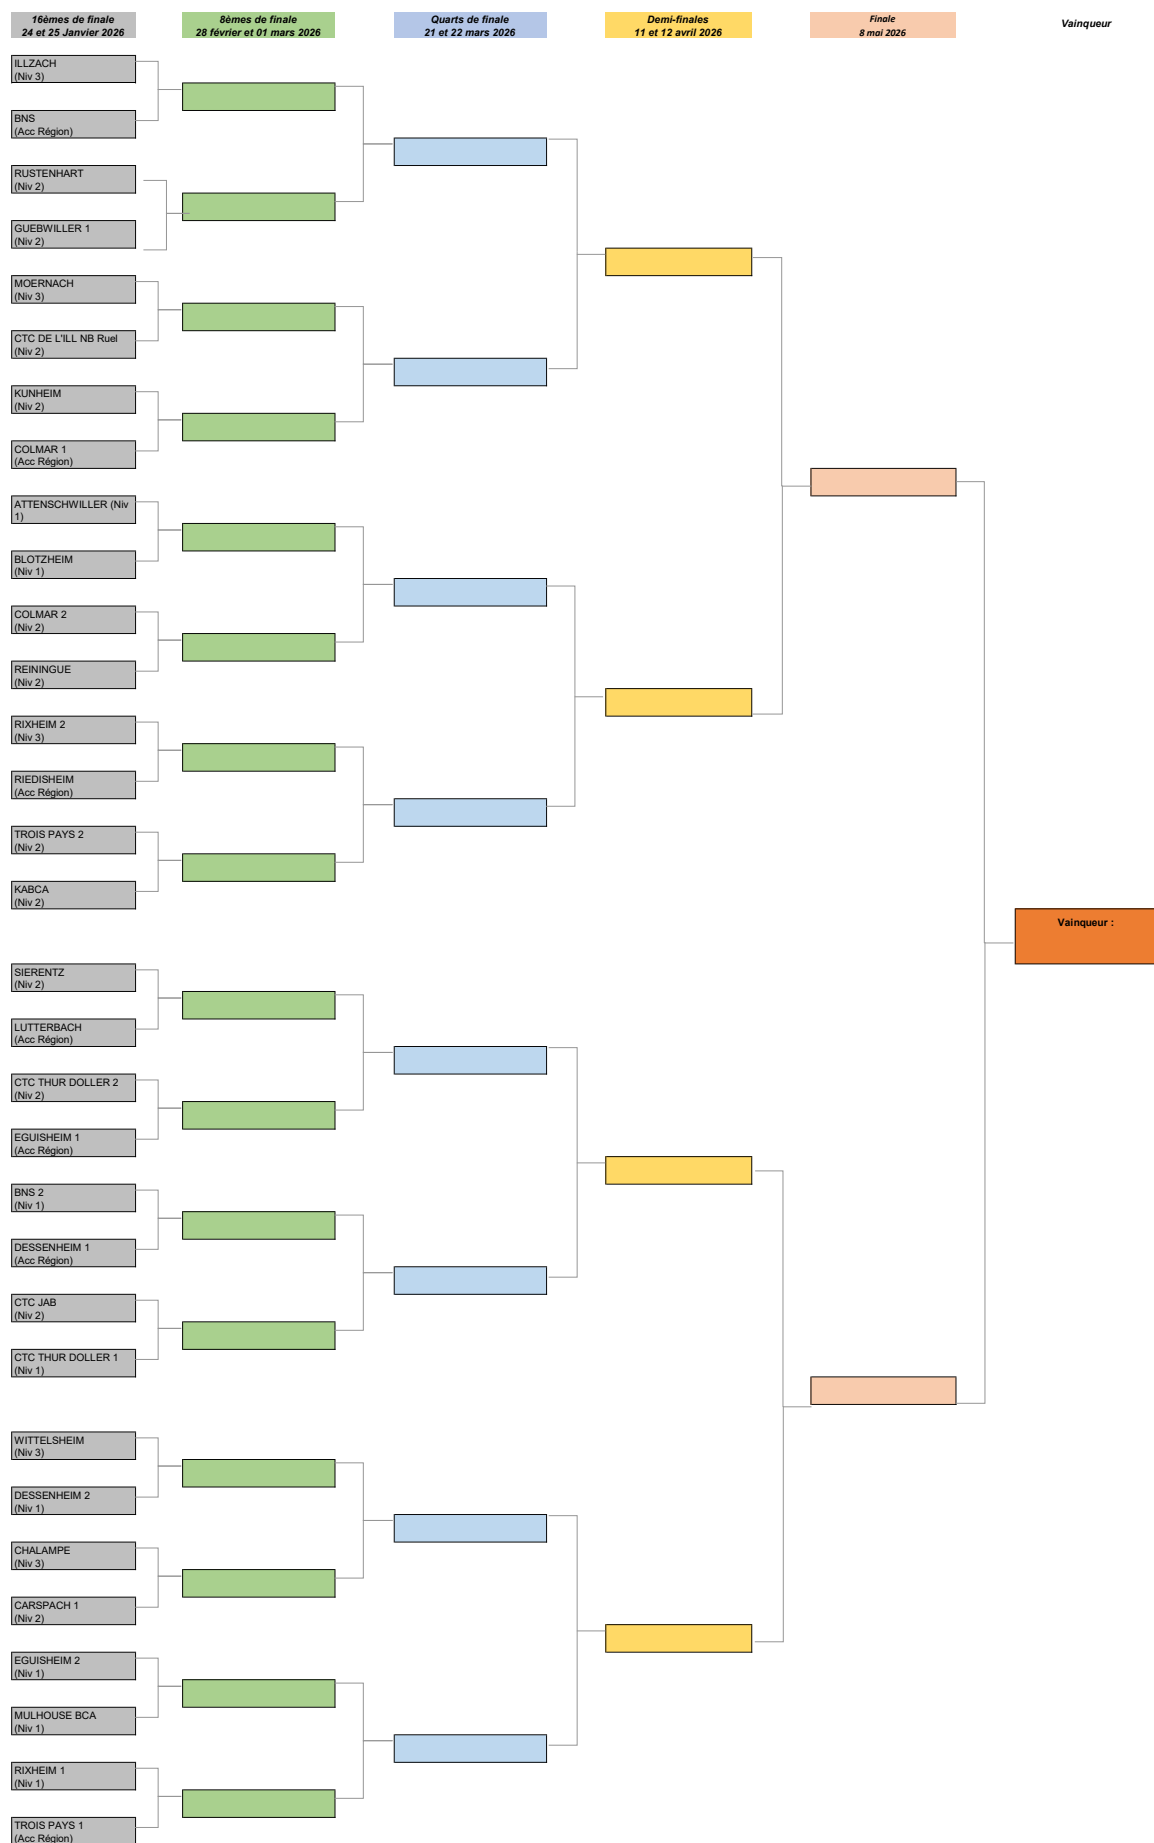 16èmes de finale
24 et 25 Janvier 2026
8èmes de finale
28 février et 01 mars 2026
Quarts de finale
21 et 22 mars 2026
Demi-finales
11 et 12 avril 2026
Finale
8 mai 2026
Vainqueur
ILLZACH
(Niv 3)
BNS
(Acc Région)
RUSTENHART
(Niv 2)
GUEBWILLER 1
(Niv 2)
MOERNACH
(Niv 3)
CTC DE L'ILL NB Ruel
(Niv 2)
KUNHEIM
(Niv 2)
COLMAR 1
(Acc Région)
ATTENSCHWILLER (Niv
1)
BLOTZHEIM
(Niv 1)
COLMAR 2
(Niv 2)
REININGUE
(Niv 2)
RIXHEIM 2
(Niv 3)
RIEDISHEIM
(Acc Région)
TROIS PAYS 2
(Niv 2)
KABCA
(Niv 2)
Vainqueur :
SIERENTZ
(Niv 2)
LUTTERBACH
(Acc Région)
CTC THUR DOLLER 2
(Niv 2)
EGUISHEIM 1
(Acc Région)
BNS 2
(Niv 1)
DESSENHEIM 1
(Acc Région)
CTC JAB
(Niv 2)
CTC THUR DOLLER 1
(Niv 1)
WITTELSHEIM
(Niv 3)
DESSENHEIM 2
(Niv 1)
CHALAMPE
(Niv 3)
CARSPACH 1
(Niv 2)
EGUISHEIM 2
(Niv 1)
MULHOUSE BCA
(Niv 1)
RIXHEIM 1
(Niv 1)
TROIS PAYS 1
(Acc Région)